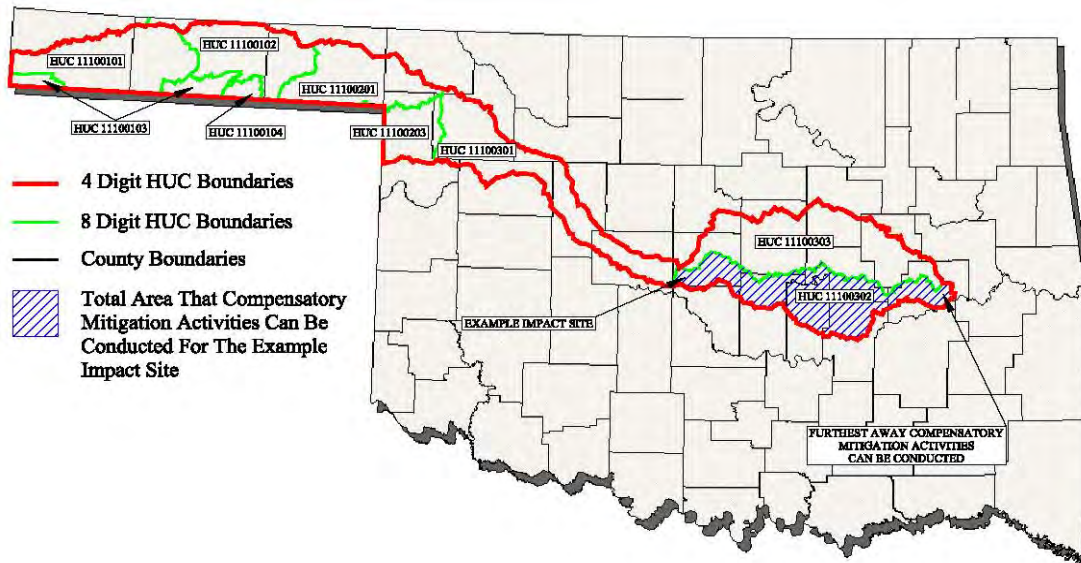 HUC 11100102
HUC 11100101
HUC 11100201
HUC 11100103
HUC 11100104
HUC 11100203
HUC 11100301
4 Digit HUC Boundaries
8 Digit HUC Boundaries
County Boundaries
Total Area That Compensatory
Mitigation Activities Can Be
Conducted For The Example
Impact Site
HUC 11100303
HUC 11100302
EXAMPLE IMPACT SITE
FURTHEST AWAY COMPENSATORY
MITIGATION ACTIVITIES
CAN BE CONDUCTED